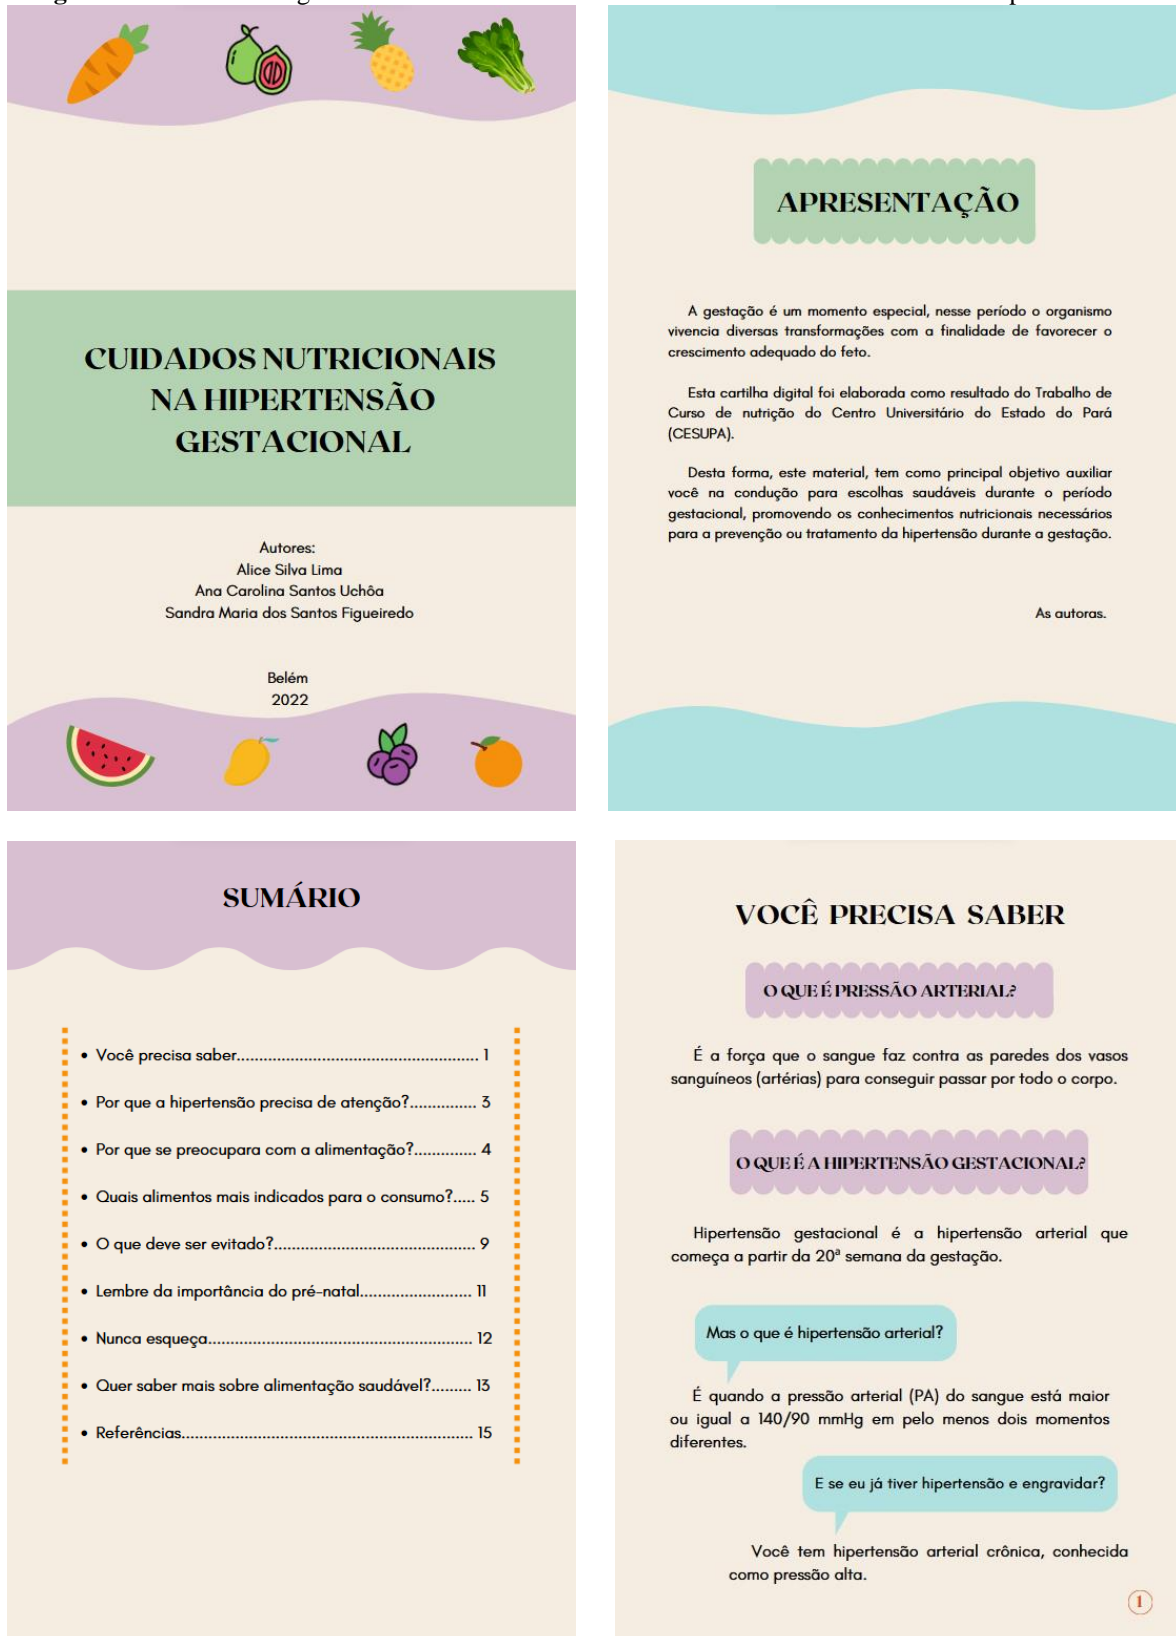 CUIDADOS NUTRICIONAIS
NA HIPERTENSÃO
GESTACIONAL
Autores:
Alice Silva Lima
Ana Carolina Santos Uchôa
Sandra Maria dos Santos Figueiredo
Belém
2022
APRESENTAÇÃO
A gestação é um momento especial, nesse período o organismo
vivencia diversas transformações com a finalidade de favorecer o
crescimento adequado do feto.
Esta cartilha digital foi elaborada como resultado do Trabalho de
Curso de nutrição do Centro Universitário do Estado do Pará
(CESUPA).
Desta forma, este material, tem como principal objetivo auxiliar
você na condução para escolhas saudáveis durante o período
gestacional, promovendo os conhecimentos nutricionais necessários
para a prevenção ou tratamento da hipertensão durante a gestação.
As autoras.
SUMÁRIO
• Você precisa saber...................................................... 1
• Por que a hipertensão precisa de atenção?............... 3
• Por que se preocupara com a alimentação?.............. 4
• Quais alimentos mais indicados para o consumo?..... 5
• O que deve ser evitado?............................................. 9
• Lembre da importância do pré-natal......................... 11
• Nunca esqueça........................................................... 12
• Quer saber mais sobre alimentação saudável?......... 13
• Referências................................................................. 15
VOCÊ PRECISA SABER
O QUE É PRESSÃO ARTERIAL?
É a força que o sangue faz contra as paredes dos vasos
sanguíneos (artérias) para conseguir passar por todo o corpo.
O QUE É A HIPERTENSÃO GESTACIONAL?
Hipertensão gestacional é a hipertensão arterial que
começa a partir da 20ª semana da gestação.
Mas o que é hipertensão arterial?
É quando a pressão arterial (PA) do sangue está maior
ou igual a 140/90 mmHg em pelo menos dois momentos
diferentes.
E se eu já tiver hipertensão e engravidar?
Você tem hipertensão arterial crônica, conhecida
como pressão alta.
1